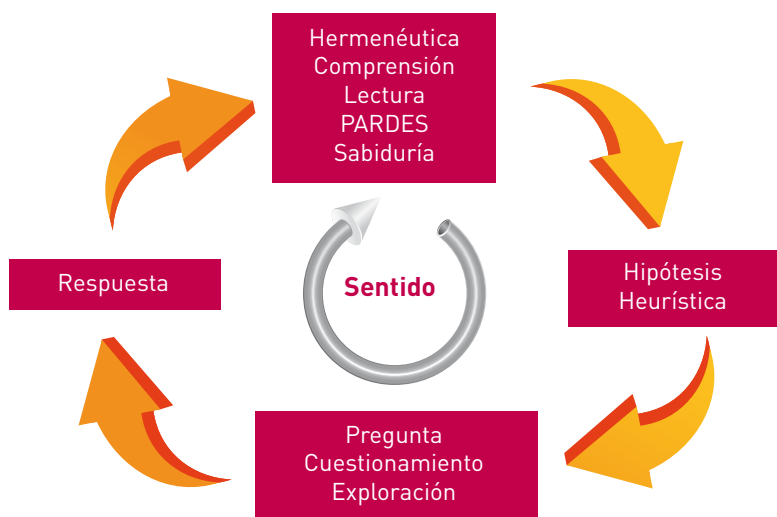 Hermenéutica
Comprensión
Lectura
PARDES
Sabiduría
Respuesta
Sentido
Hipótesis
Heurística
Pregunta
Cuestionamiento
Exploración